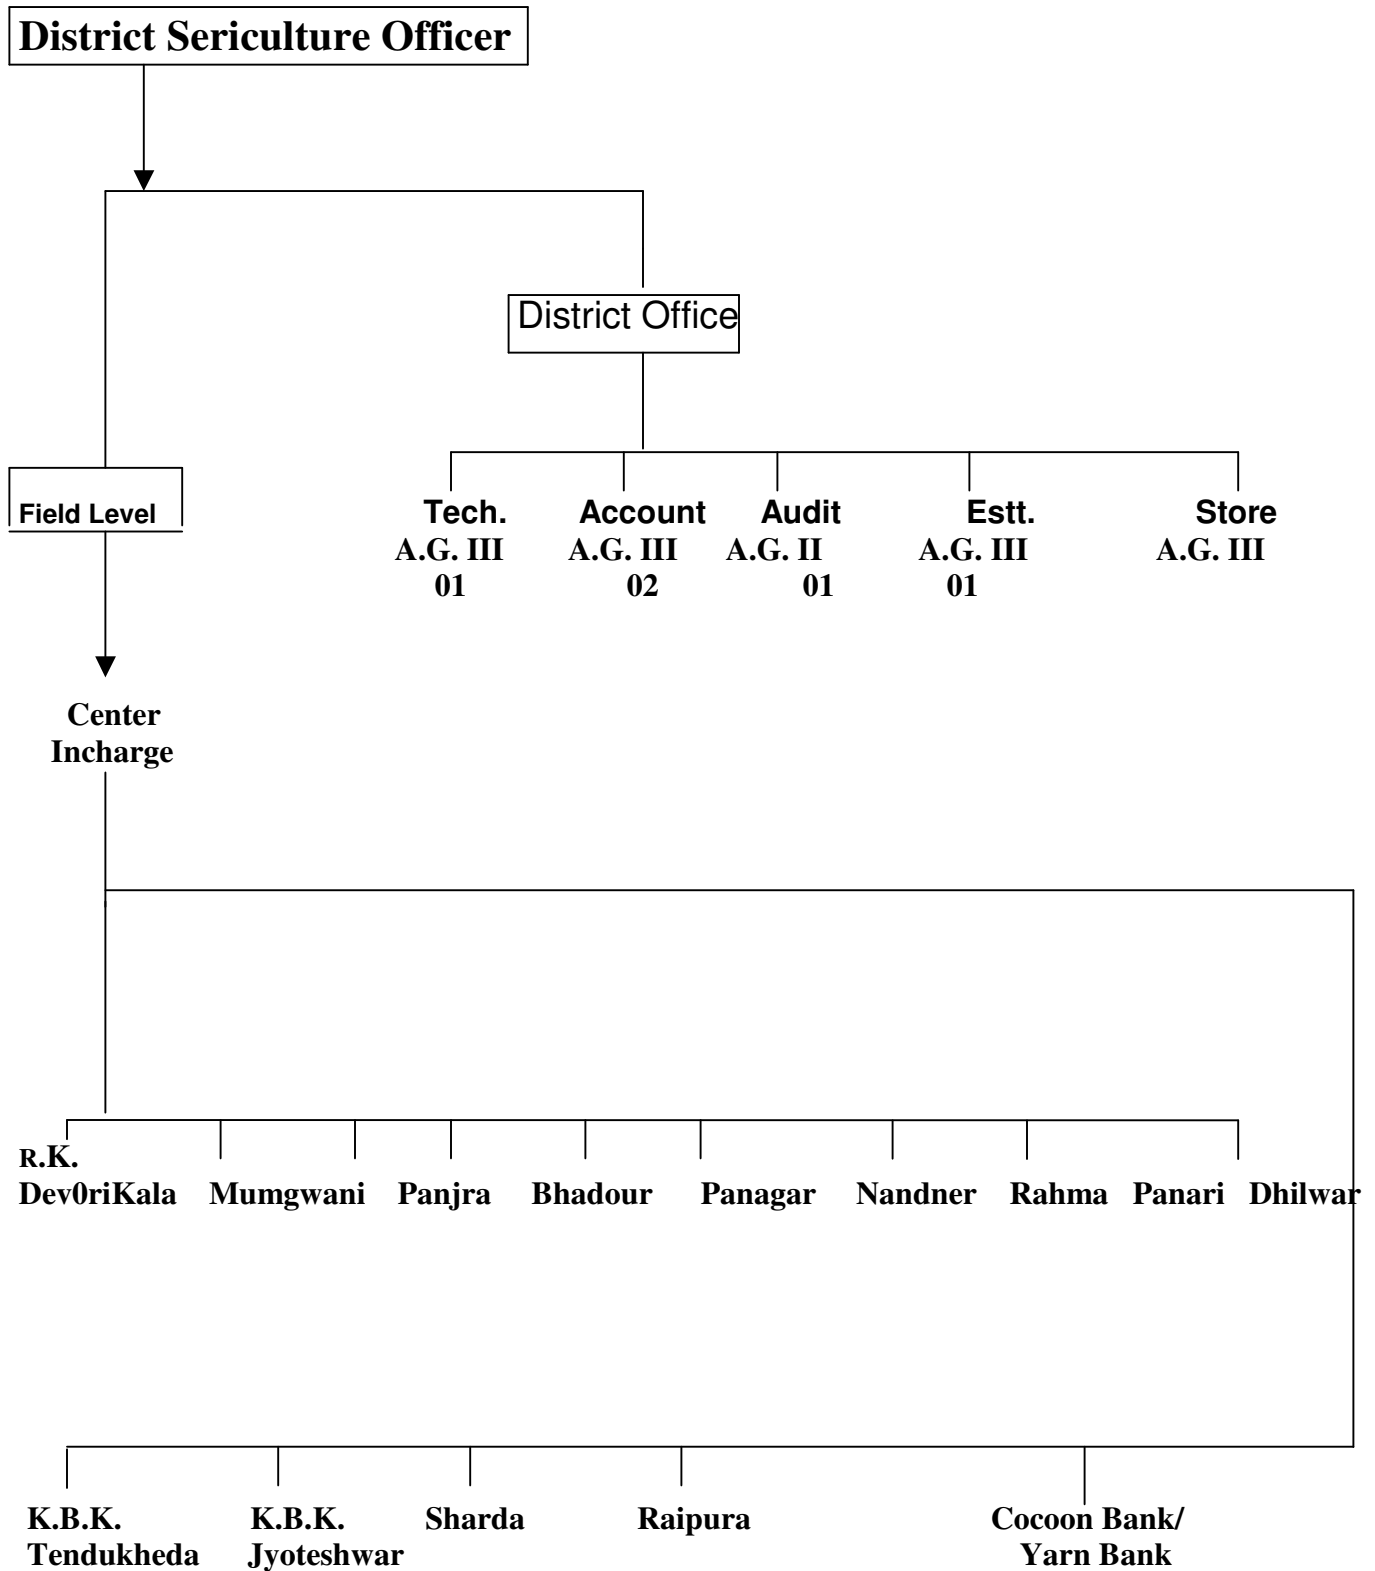 District Sericulture Officer
District Office
Field Level
Tech. Account Audit Estt. Store
A.G. III A.G. III A.G. II A.G. III A.G. III
01 02 01 01
Center
Incharge
R.K.
Dev0riKala Mumgwani Panjra Bhadour Panagar Nandner Rahma Panari Dhilwar
K.B.K. K.B.K. Sharda Raipura Cocoon Bank/
Tendukheda Jyoteshwar Yarn Bank